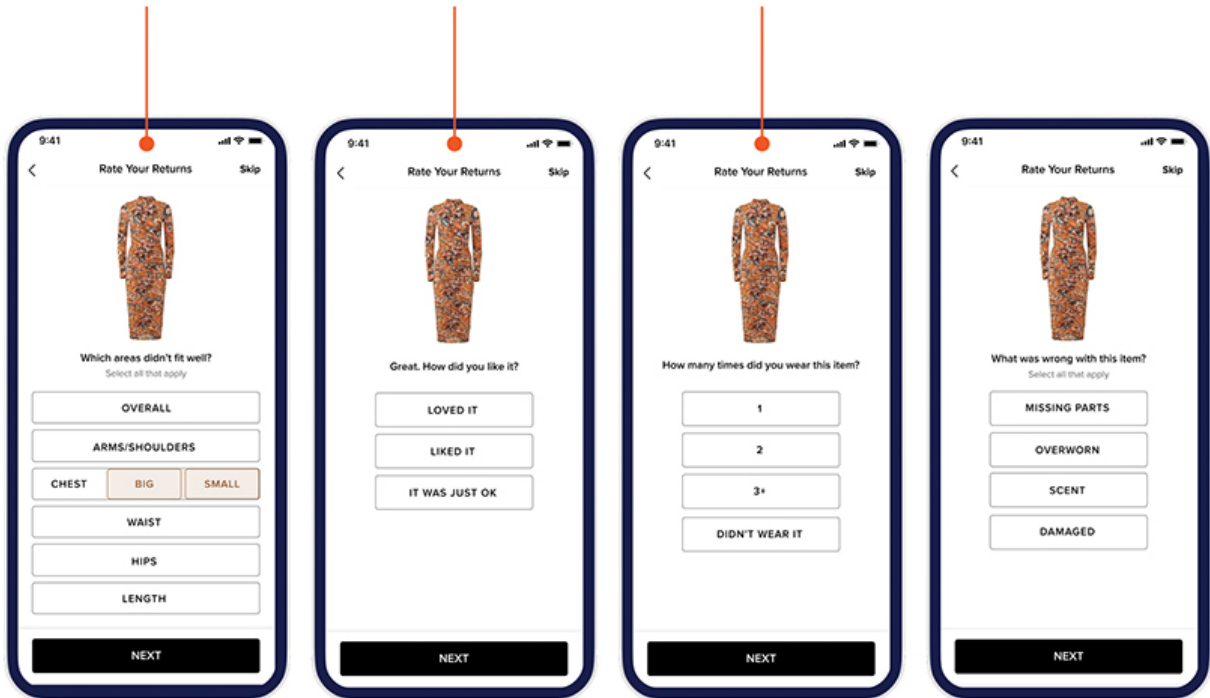 9:41
Rate Your Returns
Skip
Which areas didn't fit well?
Select all that apply
OVERALL
ARMS/SHOULDERS
CHEST BIG SMALL
WAIST
HIPS
LENGTH
NEXT
9:41
Rate Your Returns
Skip
Great. How did you like it?
LOVED IT
LIKED IT
IT WAS JUST OK
NEXT
9:41
Rate Your Returns
Skip
How many times did you wear this item?
1
2
3+
DIDN'T WEAR IT
NEXT
9:41
Rate Your Returns
Skip
What was wrong with this item?
Select all that apply
MISSING PARTS
OVERWORN
SCENT
DAMAGED
NEXT